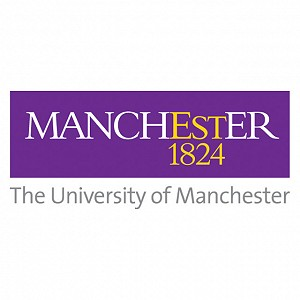 MANCHEStER
1824
The University of Manchester